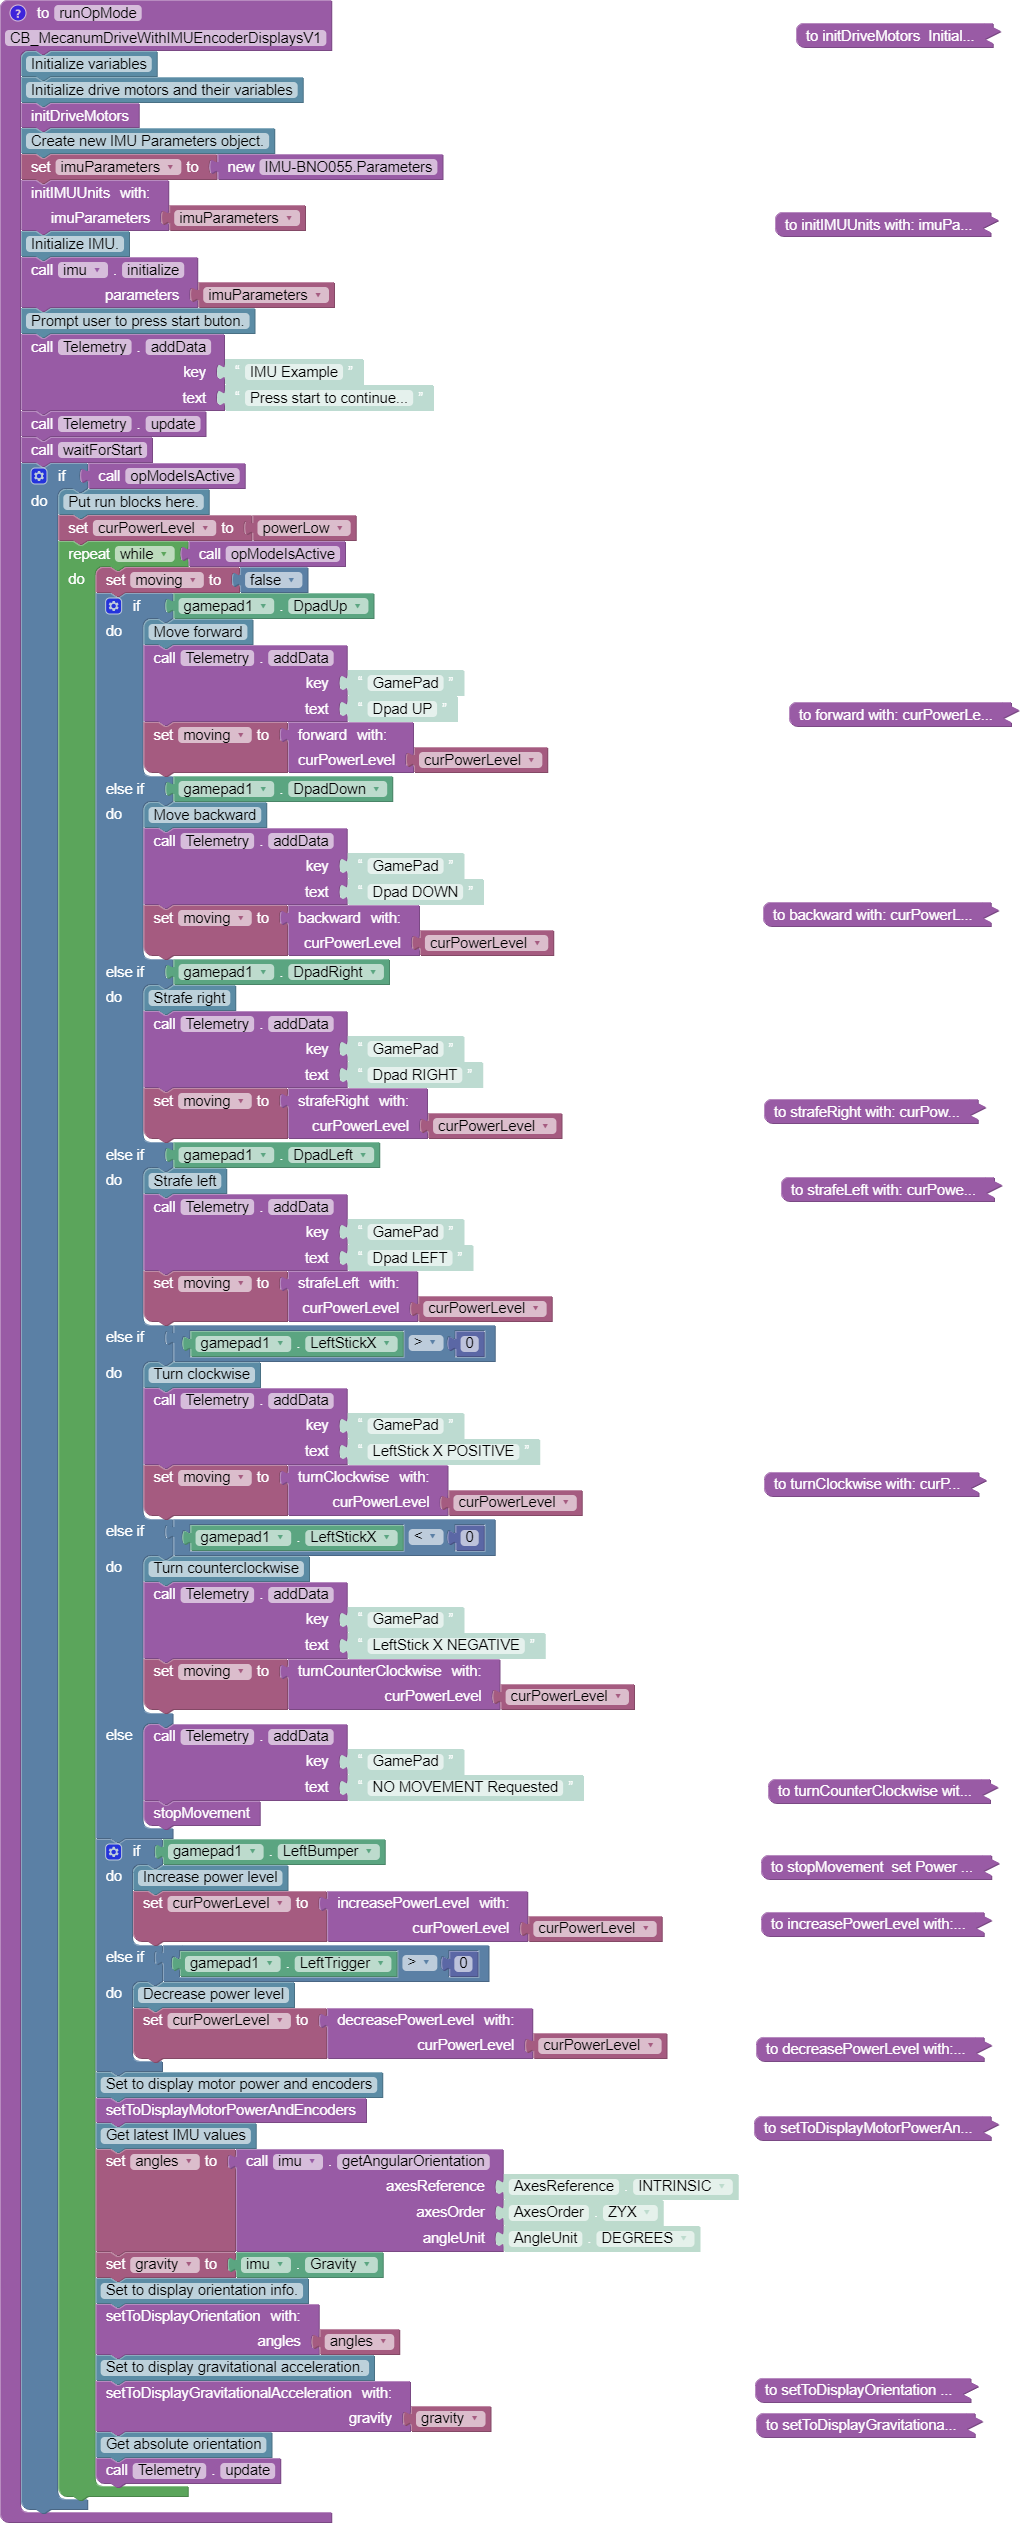 ? to runOpMode
CB_MecanumDriveWithIMUEncoderDisplaysV1
to initDriveMotors Initial...
Initialize variables
Initialize drive motors and their variables
initDriveMotors
Create new IMU Parameters object.
set imuParameters to new IMU-BNO055.Parameters
initIMUUnits with:
imuParameters imuParameters
to initIMUUnits with: imuPa...
Initialize IMU.
call imu . initialize
parameters imuParameters
Prompt user to press start buton.
call Telemetry . addData
key “ IMU Example ”
text “ Press start to continue... ”
call Telemetry . update
call waitForStart
if call opModeIsActive
do Put run blocks here.
set curPowerLevel to powerLow
repeat while call opModeIsActive
do set moving to false
if gamepad1 . DpadUp
do Move forward
call Telemetry . addData
key “ GamePad ”
text “ Dpad UP ”
to forward with: curPowerLe...
set moving to forward with:
curPowerLevel curPowerLevel
else if gamepad1 . DpadDown
do Move backward
call Telemetry . addData
key “ GamePad ”
text “ Dpad DOWN ”
set moving to backward with:
to backward with: curPowerL...
curPowerLevel curPowerLevel
else if gamepad1 . DpadRight
do Strafe right
call Telemetry . addData
key “ GamePad ”
text “ Dpad RIGHT ”
set moving to strafeRight with:
to strafeRight with: curPow...
curPowerLevel curPowerLevel
else if gamepad1 . DpadLeft
do Strafe left
to strafeLeft with: curPowe...
call Telemetry . addData
key “ GamePad ”
text “ Dpad LEFT ”
set moving to strafeLeft with:
curPowerLevel curPowerLevel
else if gamepad1 . LeftStickX > 0
do Turn clockwise
call Telemetry . addData
key “ GamePad ”
text “ LeftStick X POSITIVE ”
set moving to turnClockwise with:
to turnClockwise with: curP...
curPowerLevel curPowerLevel
else if gamepad1 . LeftStickX < 0
do Turn counterclockwise
call Telemetry . addData
key “ GamePad ”
text “ LeftStick X NEGATIVE ”
set moving to turnCounterClockwise with:
curPowerLevel curPowerLevel
else call Telemetry . addData
key “ GamePad ”
text “ NO MOVEMENT Requested ”
to turnCounterClockwise wit...
stopMovement
if gamepad1 . LeftBumper
to stopMovement set Power ...
do Increase power level
set curPowerLevel to increasePowerLevel with:
to increasePowerLevel with:...
curPowerLevel curPowerLevel
else if gamepad1 . LeftTrigger > 0
do Decrease power level
set curPowerLevel to decreasePowerLevel with:
curPowerLevel curPowerLevel
to decreasePowerLevel with:...
Set to display motor power and encoders
setToDisplayMotorPowerAndEncoders
to setToDisplayMotorPowerAn...
Get latest IMU values
set angles to call imu . getAngularOrientation
axesReference AxesReference . INTRINSIC
axesOrder AxesOrder . ZYX
angleUnit AngleUnit . DEGREES
set gravity to imu . Gravity
Set to display orientation info.
setToDisplayOrientation with:
angles angles
Set to display gravitational acceleration.
setToDisplayGravitationalAcceleration with:
to setToDisplayOrientation ...
gravity gravity
to setToDisplayGravitationa...
Get absolute orientation
call Telemetry . update